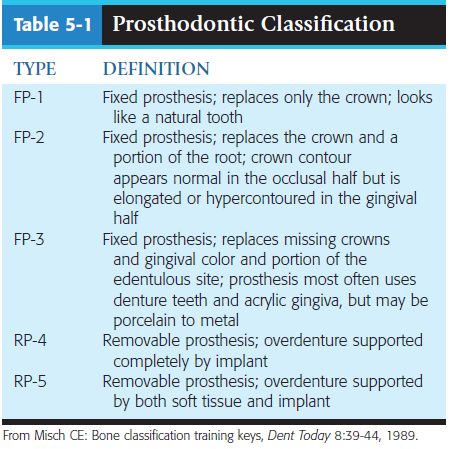 Table 5-1 Prosthodontic Classification
TYPE DEFINITION
FP-1 Fixed prosthesis; replaces only the crown; looks
like a natural tooth
FP-2 Fixed prosthesis; replaces the crown and a
portion of the root; crown contour
appears normal in the occlusal half but is
elongated or hypercontoured in the gingival
half
FP-3 Fixed prosthesis; replaces missing crowns
and gingival color and portion of the
edentulous site; prosthesis most often uses
denture teeth and acrylic gingiva, but may be
porcelain to metal
RP-4 Removable prosthesis; overdenture supported
completely by implant
RP-5 Removable prosthesis; overdenture supported
by both soft tissue and implant
From Misch CE: Bone classification training keys, Dent Today 8:39-44, 1989.